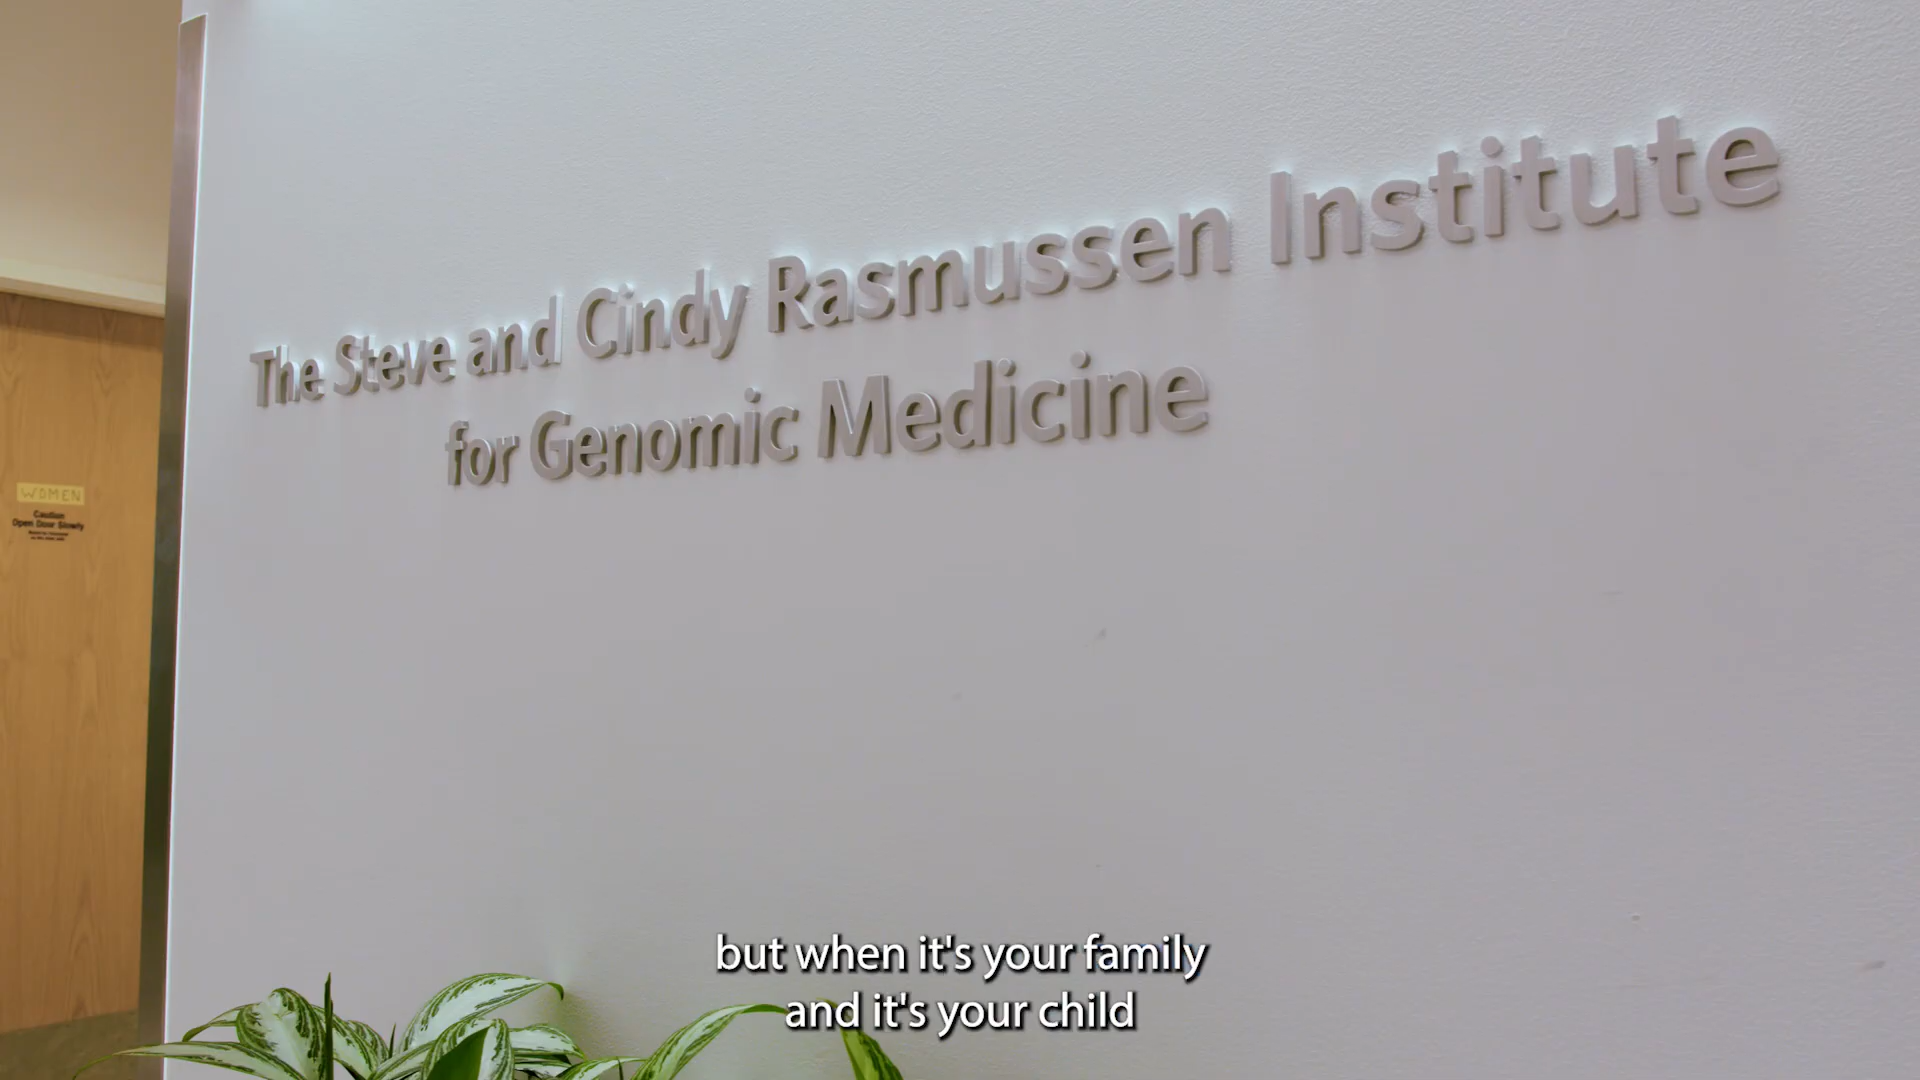 The Steve and Cindy Rasmussen Institute
for Genomic Medicine
WOMEN
Caution
Open Door Slowly
but when it's your family
and it's your child